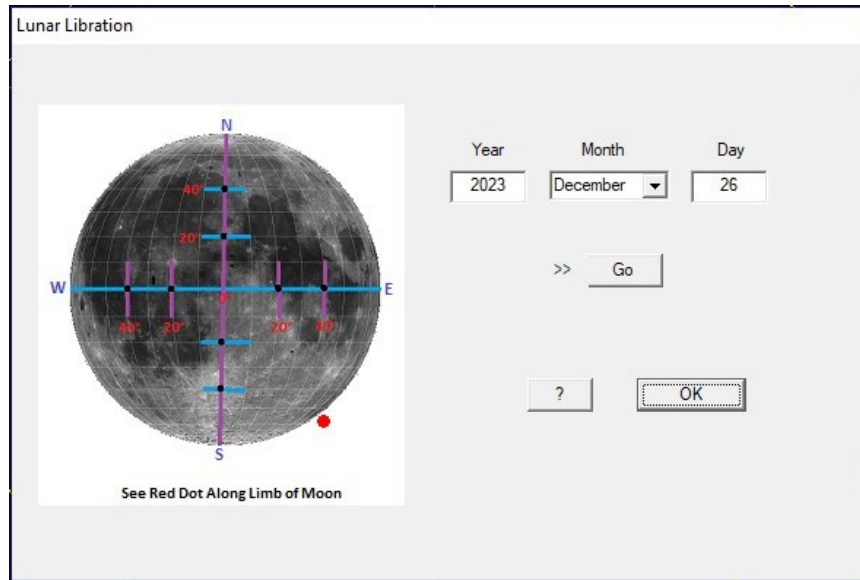 Lunar Libration
N
Year Month Day
40°
2023 December 26
20°
>> Go
W E
0°
40° 20° 20° 40°
? OK
S
See Red Dot Along Limb of Moon